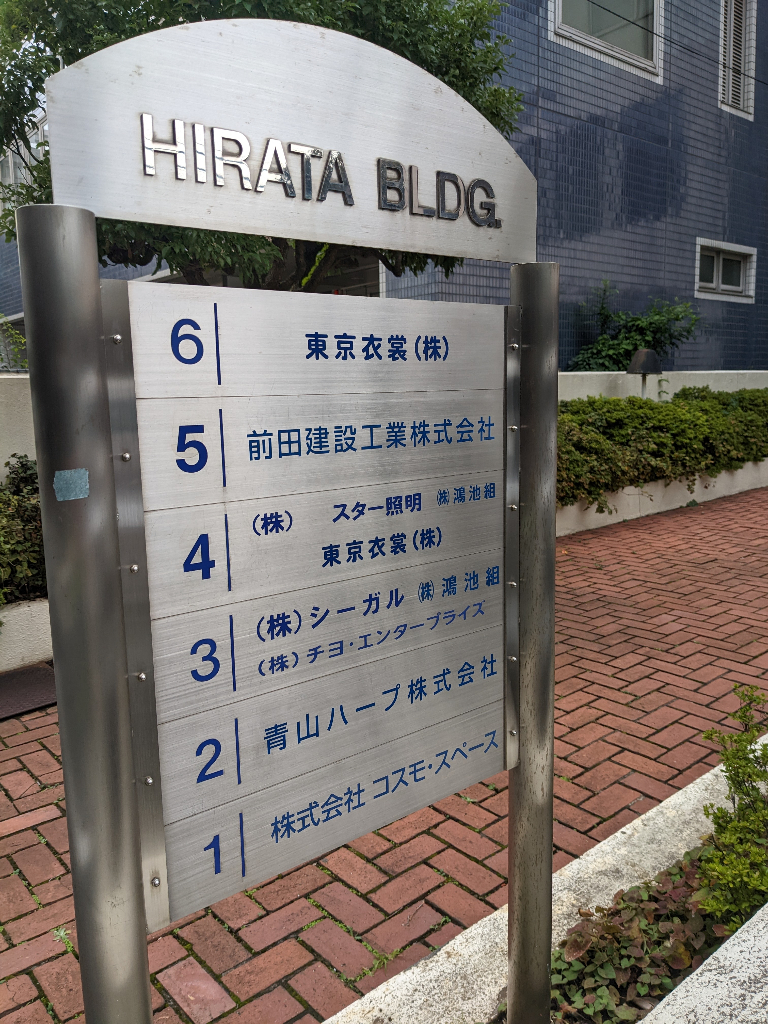 HIRATA BLDG.
6 東京衣裳(株)
5 前田建設工業株式会社
4 (株) スター照明 ㈱鴻池組
東京衣裳(株)
3 (株)シーガル ㈱鴻池組
(株)チヨ・エンタープライズ
2 青山ハープ株式会社
1 株式会社 コスモ・スペース